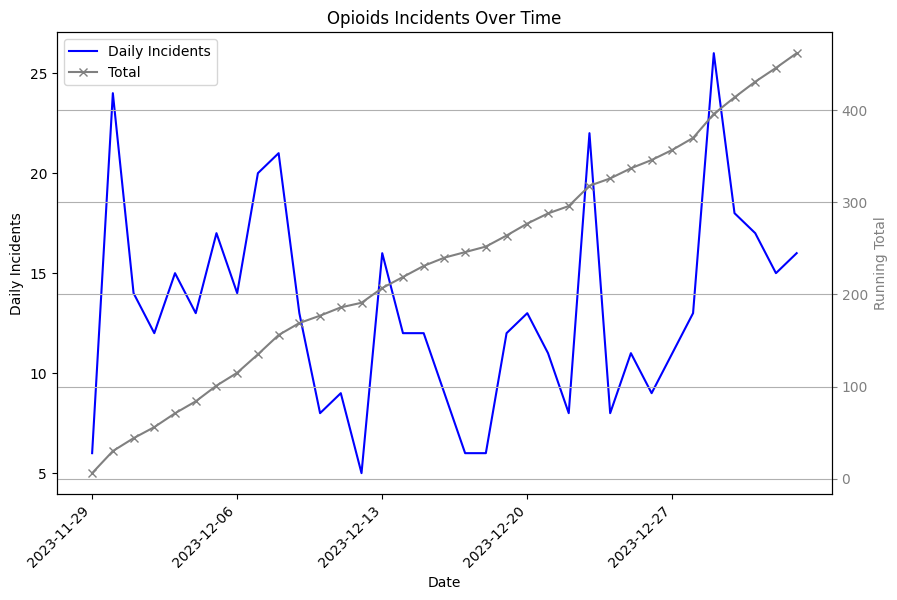 Opioids Incidents Over Time
Daily Incidents
Total
25
20
15
10
5
Daily Incidents
400
300
200
100
0
Running Total
2023-11-29
2023-12-06
2023-12-13
2023-12-20
2023-12-27
Date